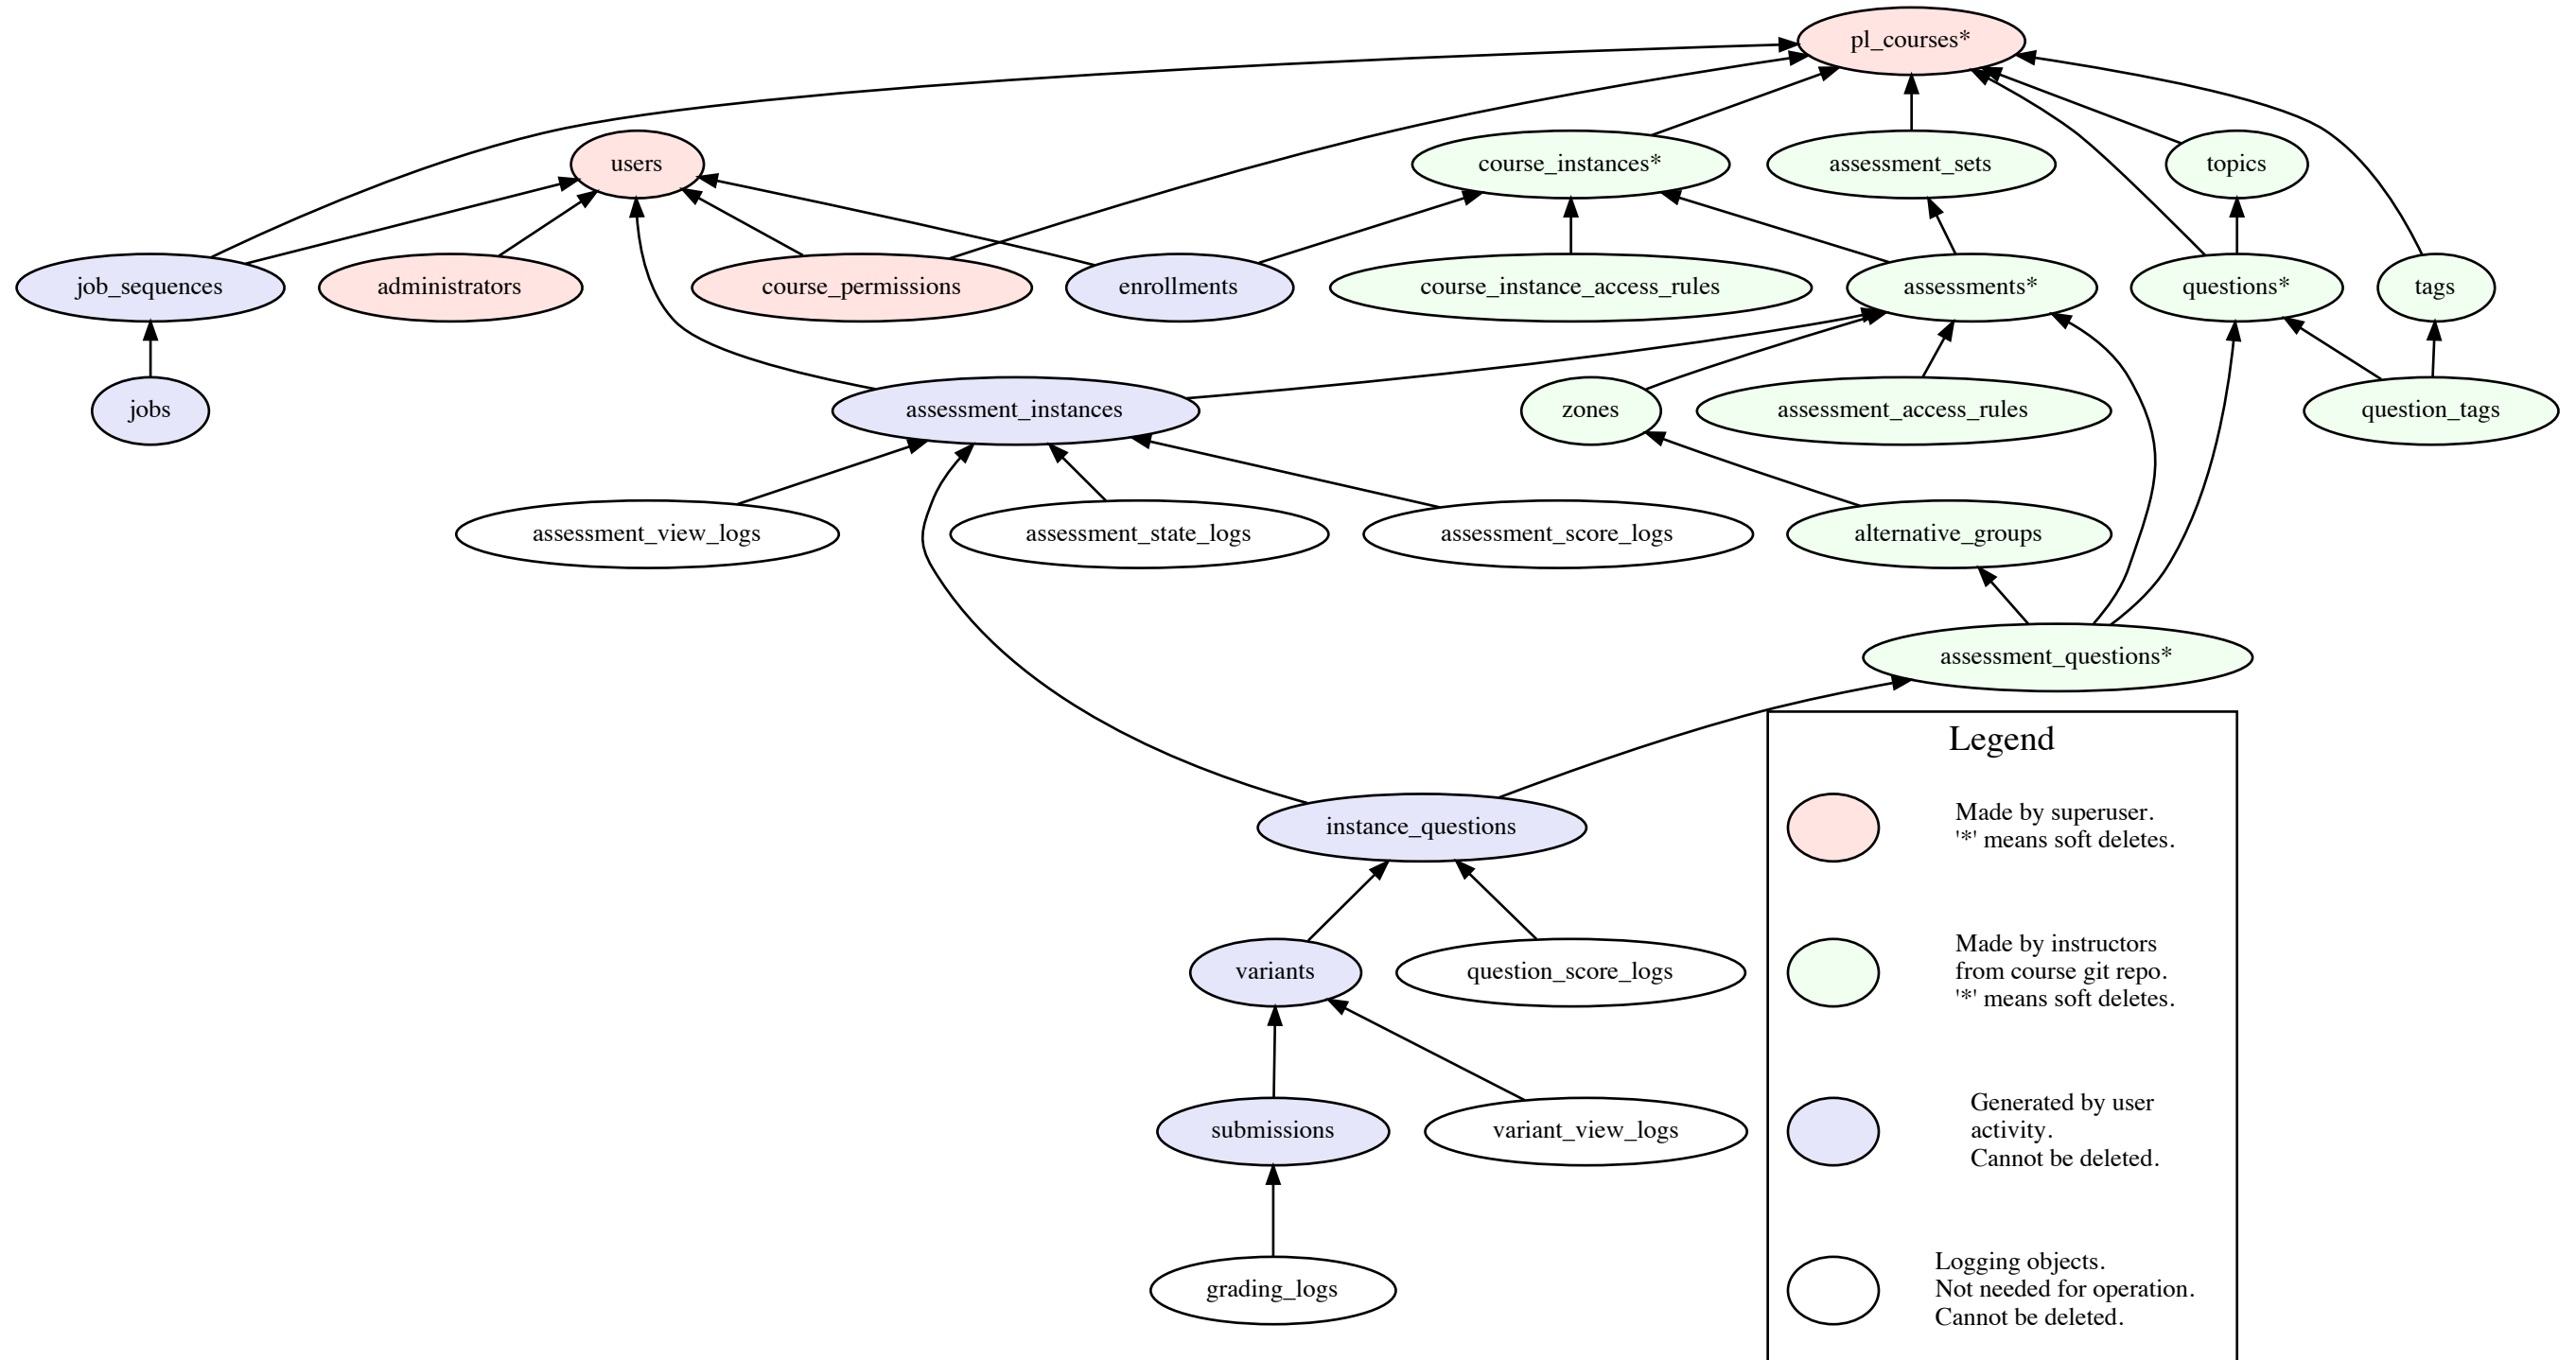 pl_courses*
users
course_instances*
assessment_sets
topics
job_sequences
administrators
course_permissions
enrollments
course_instance_access_rules
assessments*
questions*
tags
jobs
assessment_instances
zones
assessment_access_rules
question_tags
assessment_view_logs
assessment_state_logs
assessment_score_logs
alternative_groups
assessment_questions*
instance_questions
variants
question_score_logs
submissions
variant_view_logs
grading_logs
Legend
Made by superuser.
'*' means soft deletes.
Made by instructors
from course git repo.
'*' means soft deletes.
Generated by user
activity.
Cannot be deleted.
Logging objects.
Not needed for operation.
Cannot be deleted.